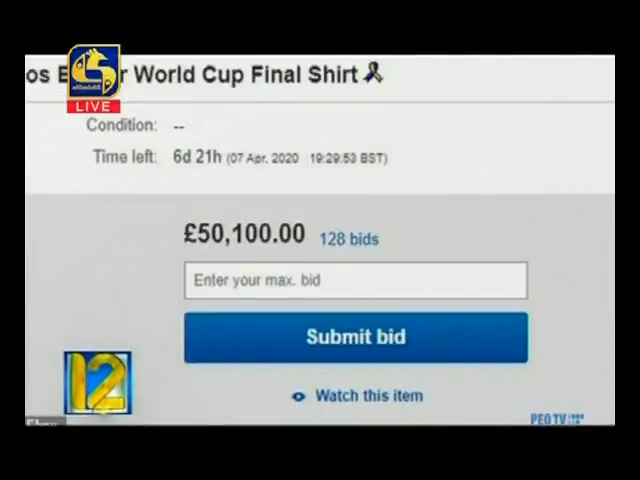 os E r World Cup Final Shirt
LIVE
Condition: --
Time left: 6d 21h (07 Apr, 2020 19:29:53 BST)
£50,100.00 128 bids
Enter your max. bid
Submit bid
12
Watch this item
PEO TV